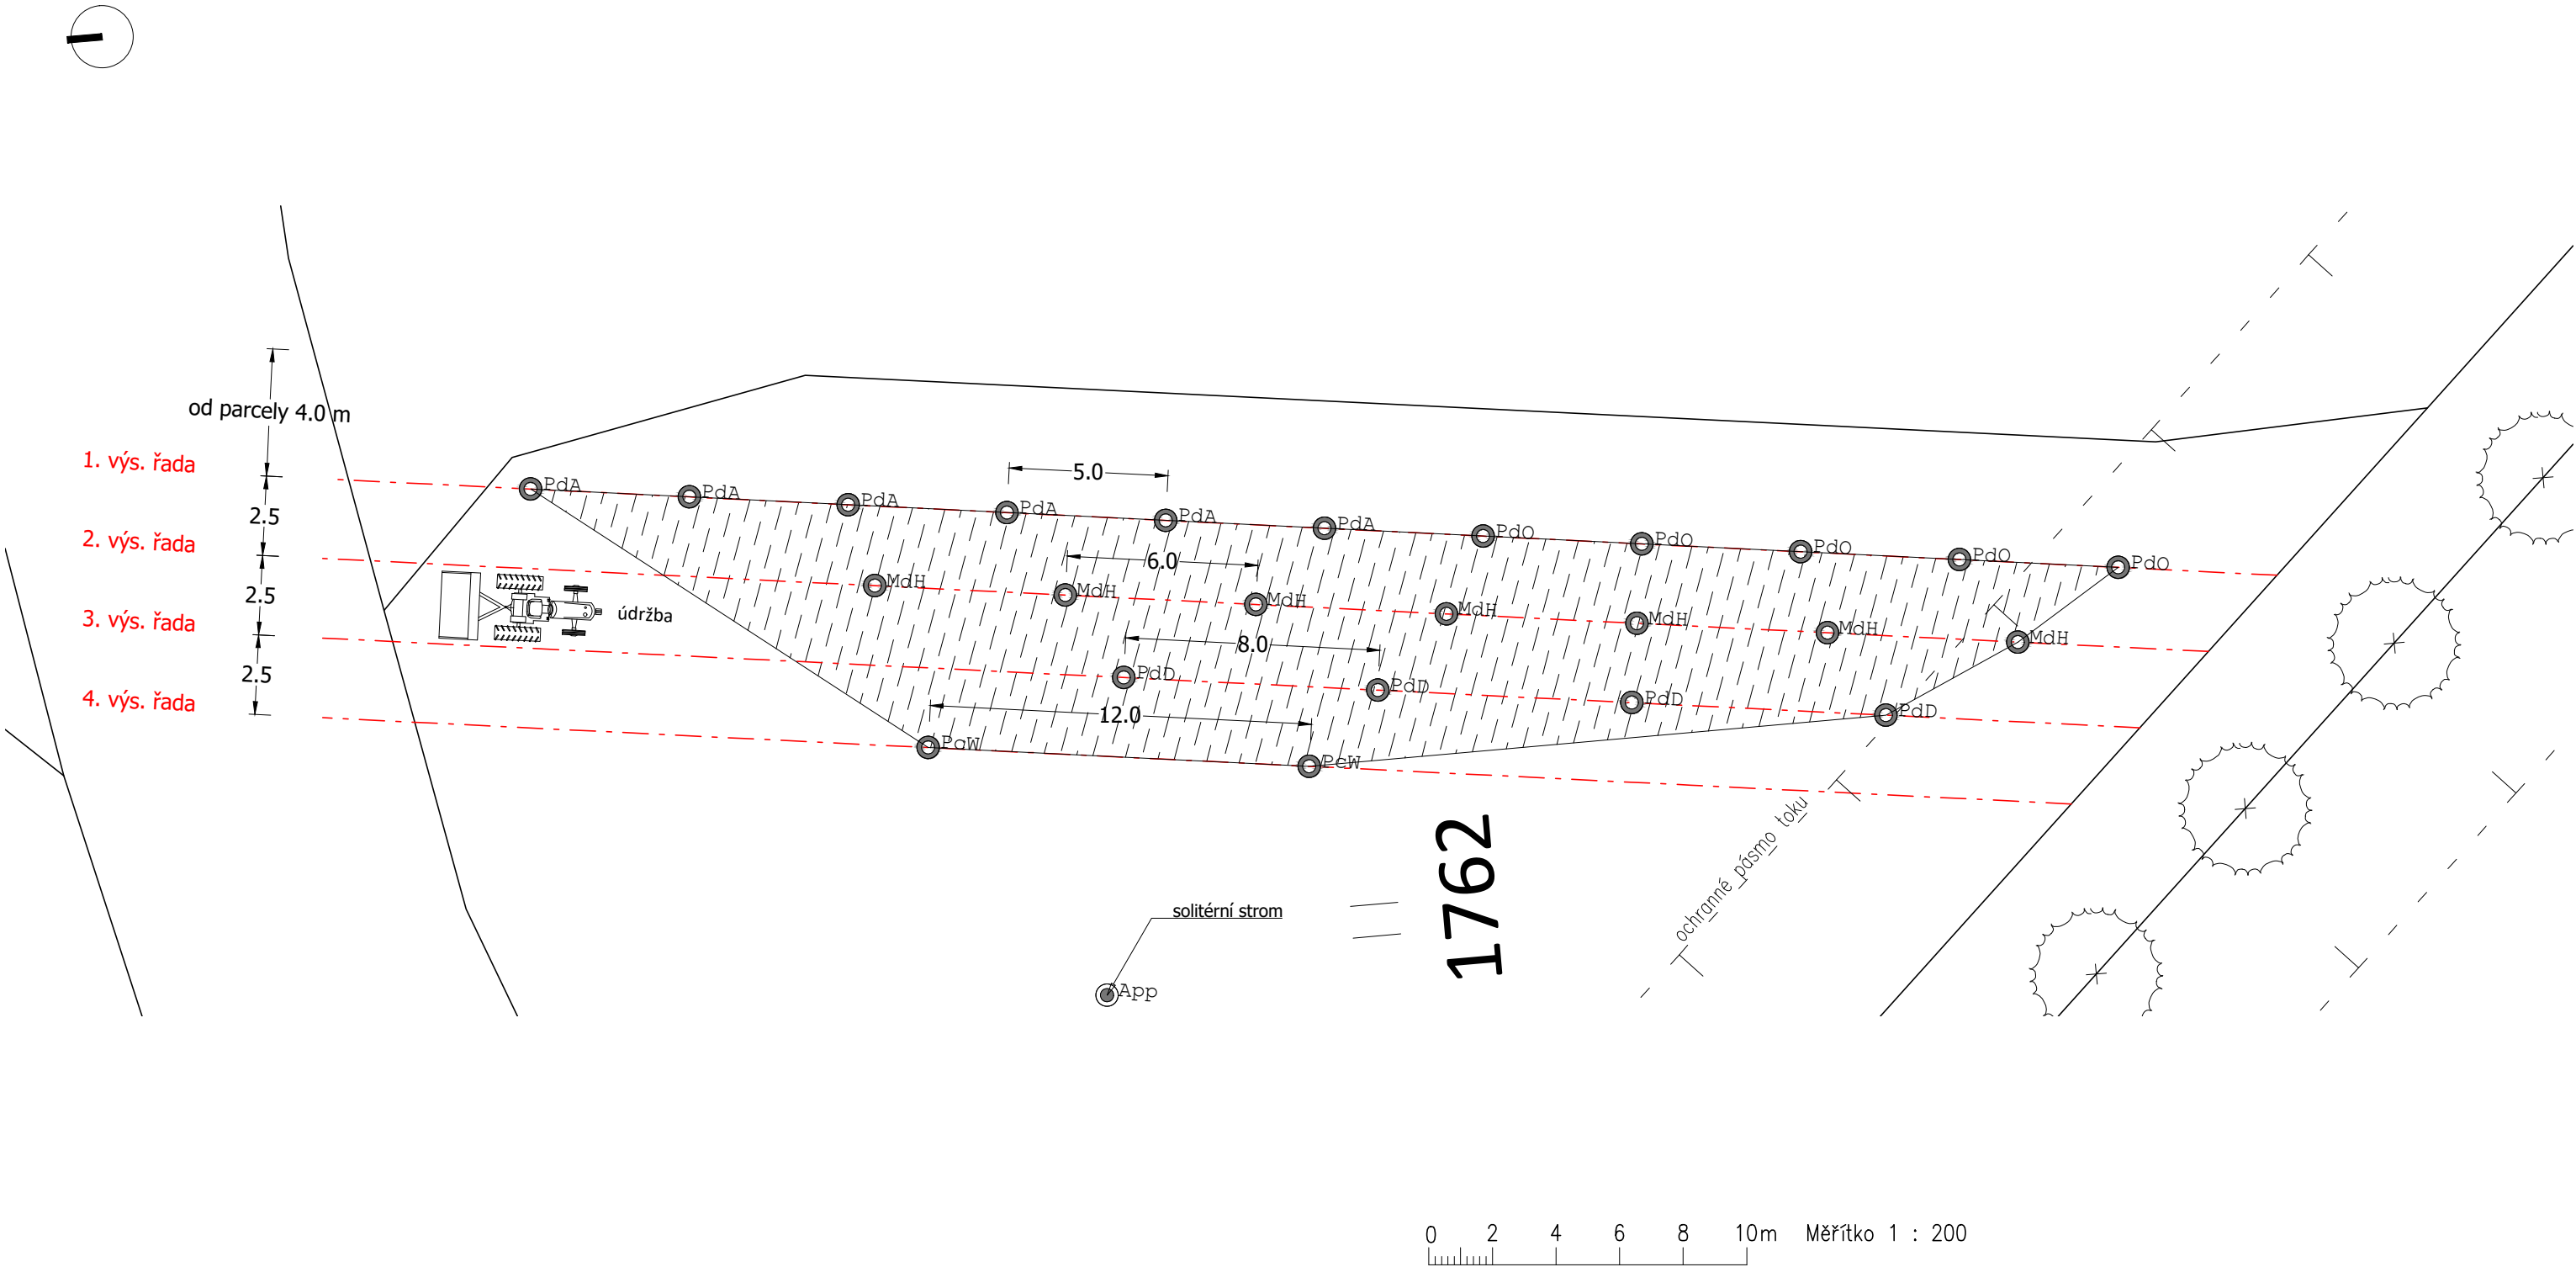 od parcely 4.0 m
1. výs. řada
2.5
2. výs. řada
2.5
3. výs. řada
2.5
4. výs. řada
údržba
5.0
PdA
PdA
PdA
PdA
PdA
PdA
PdO
PdO
PdO
PdO
PdO
6.0
MdH
MdH
MdH
MdH
MdH
MdH
MdH
8.0
PdD
PdD
PdD
PdD
12.0
PcW
PcW
1762
ochranné pásmo toku
solitérní strom
App
0 2 4 6 8 10m Měřítko 1 : 200